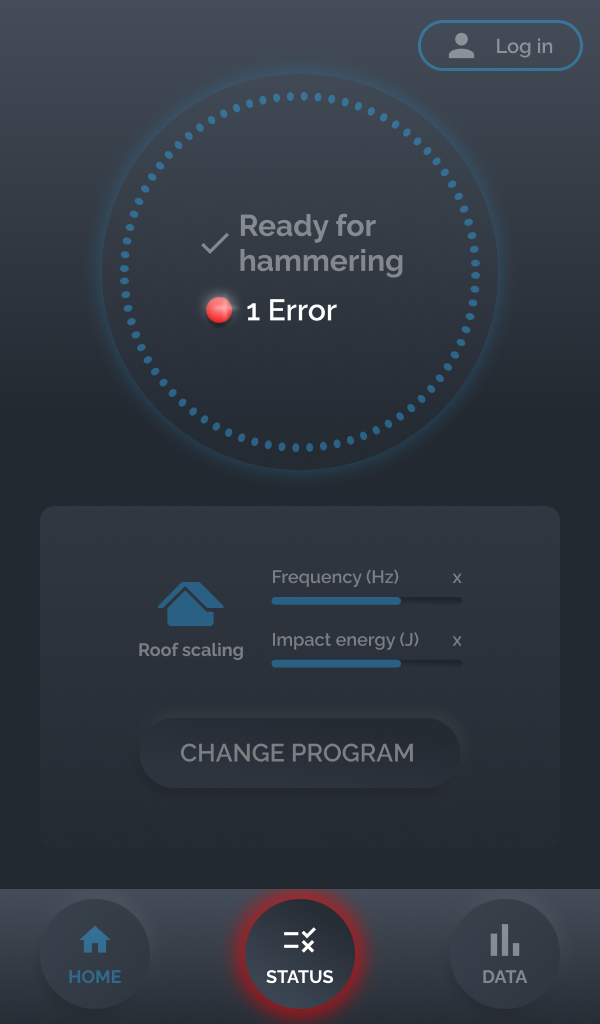 Log in
Ready for
hammering
1 Error
Frequency (Hz) x
Impact energy (J) x
Roof scaling
CHANGE PROGRAM
HOME
STATUS
DATA